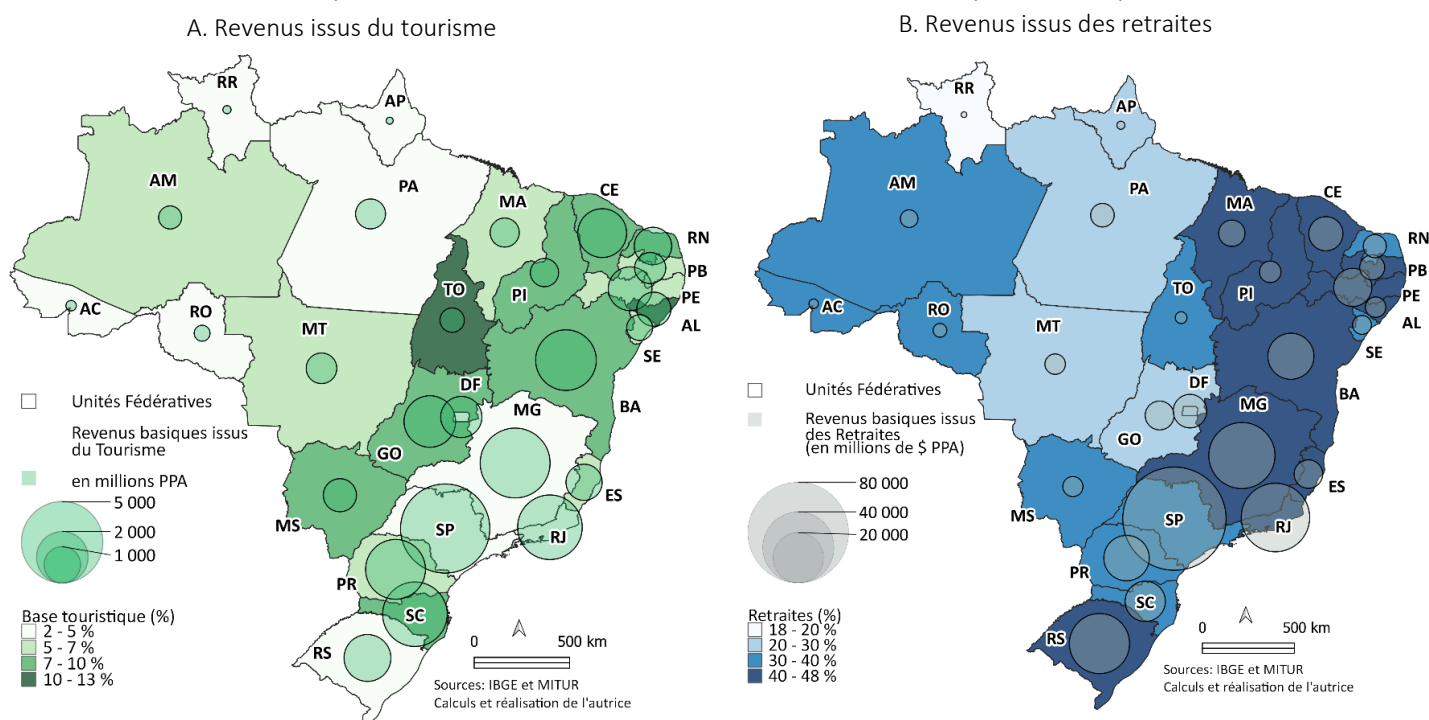 A. Revenus issus du tourisme
RR
AP
AM
PA
MA
CE
RN
PB
PE
AL
SE
PI
TO
AC
RO
MT
BA
DF
MG
GO
ES
MS
SP
RJ
PR
SC
RS
Unités Fédératives
Revenus basiques issus
du Tourisme
en millions PPA
5 000
2 000
1 000
Base touristique (%)
2 - 5 %
5 - 7 %
7 - 10 %
10 - 13 %
0 500 km
Sources: IBGE et MITUR
Calculs et réalisation de l'autrice
B. Revenus issus des retraites
RR
AP
AM
PA
MA
CE
RN
PB
PE
AL
SE
PI
TO
AC
RO
MT
BA
DF
MG
GO
ES
MS
SP
RJ
PR
SC
RS
Unités Fédératives
Revenus basiques issus
des Retraites
(en millions de $ PPA)
80 000
40 000
20 000
Retraites (%)
18 - 20 %
20 - 30 %
30 - 40 %
40 - 48 %
0 500 km
Sources: IBGE et MITUR
Calculs et réalisation de l'autrice